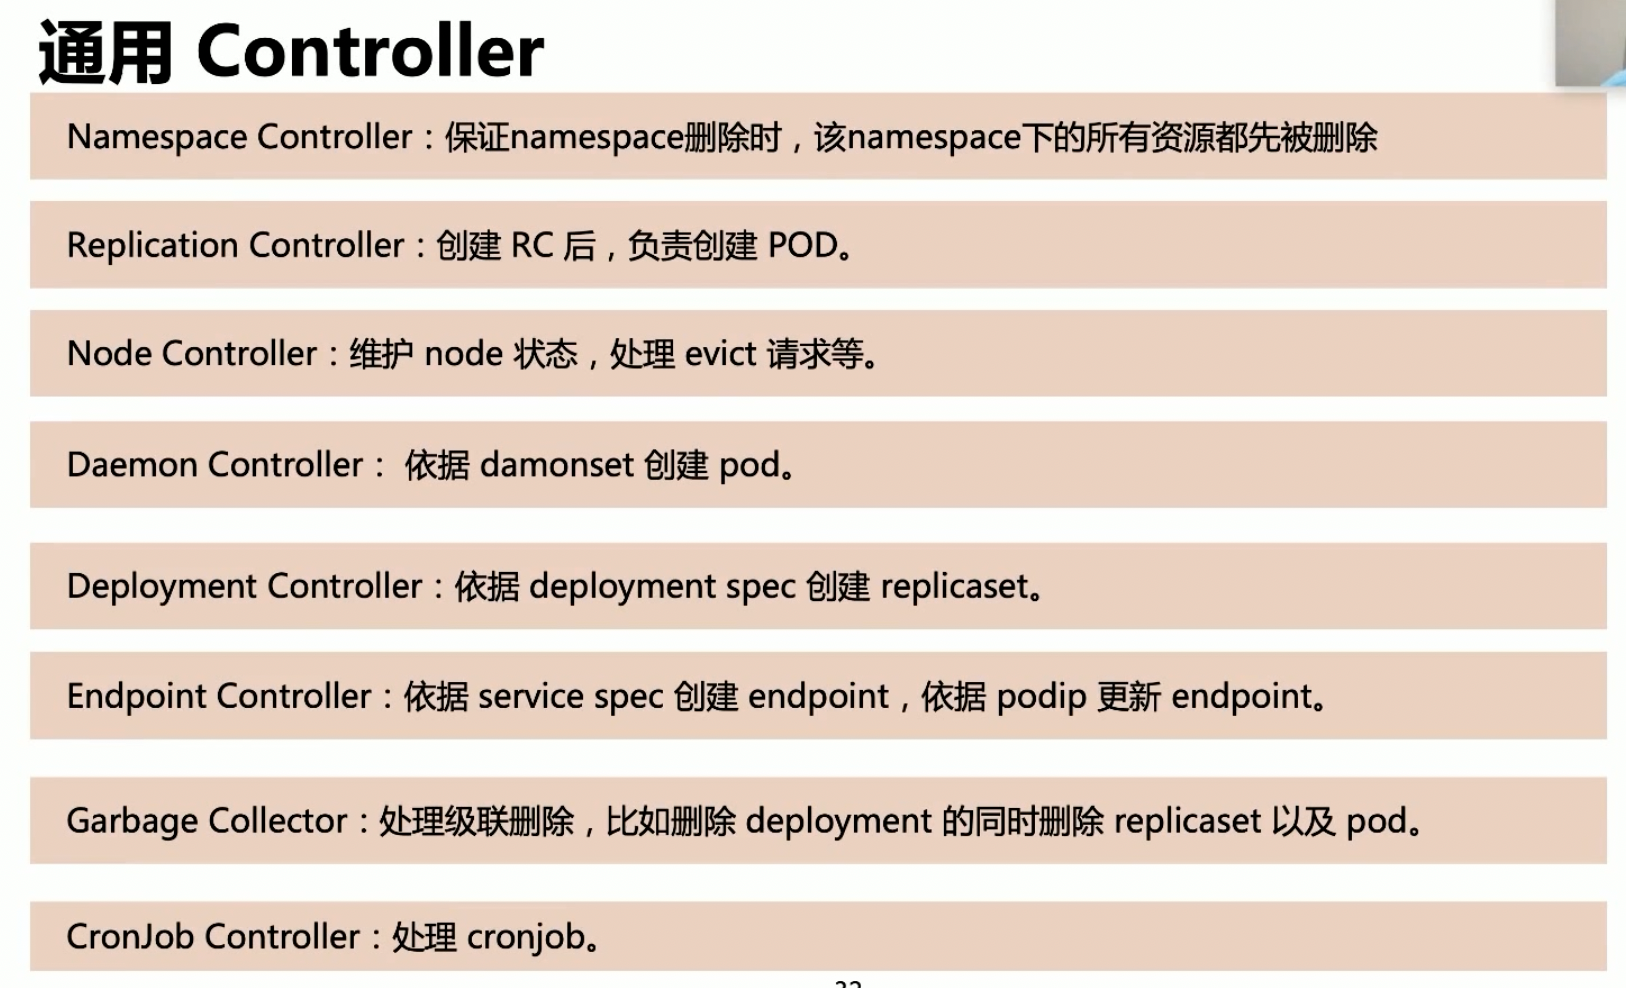 通用 Controller
Namespace Controller：保证namespace删除时，该namespace下的所有资源都先被删除
Replication Controller：创建 RC 后，负责创建 POD。
Node Controller：维护 node 状态，处理 evict 请求等。
Daemon Controller： 依据 damonset 创建 pod。
Deployment Controller：依据 deployment spec 创建 replicaset。
Endpoint Controller：依据 service spec 创建 endpoint，依据 podip 更新 endpoint。
Garbage Collector：处理级联删除，比如删除 deployment 的同时删除 replicaset 以及 pod。
CronJob Controller：处理 cronjob。